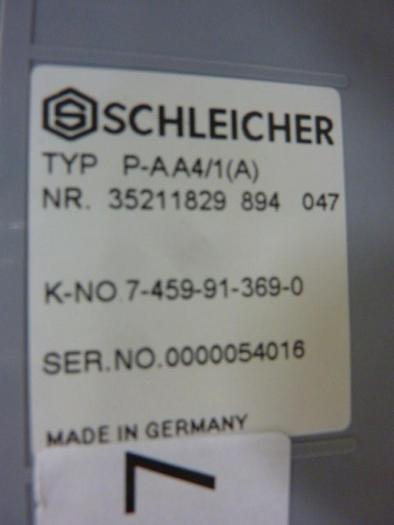 SCHLEICHER
TYP P-AA4/1(A)
NR. 35211829 894 047
K-NO.7-459-91-369-0
SER.NO.0000054016
MADE IN GERMANY
7